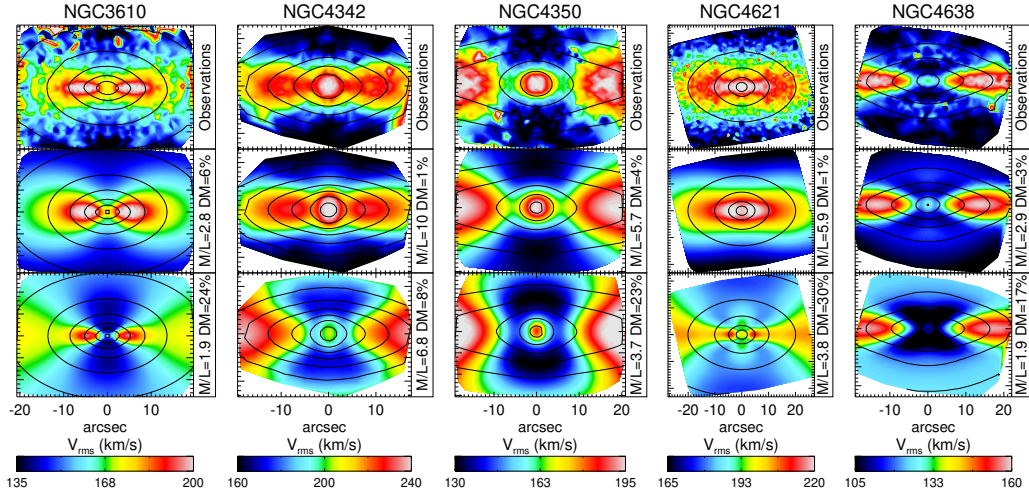 NGC3610 NGC4342 NGC4350 NGC4621 NGC4638
Observations Observations Observations Observations Observations
M/L=2.8 DM=6% M/L=10 DM=1% M/L=5.7 DM=4% M/L=5.9 DM=1% M/L=2.9 DM=3%
M/L=1.9 DM=24% M/L=6.8 DM=8% M/L=3.7 DM=23% M/L=3.8 DM=30% M/L=1.9 DM=17%
-20 -10 0 10 -10 0 10 -10 0 10 20 -20 -10 0 10 20 -10 0 10 20
arcsec arcsec arcsec arcsec arcsec
Vrms (km/s) Vrms (km/s) Vrms (km/s) Vrms (km/s) Vrms (km/s)
135 168 200 160 200 240 130 163 195 165 193 220 105 133 160